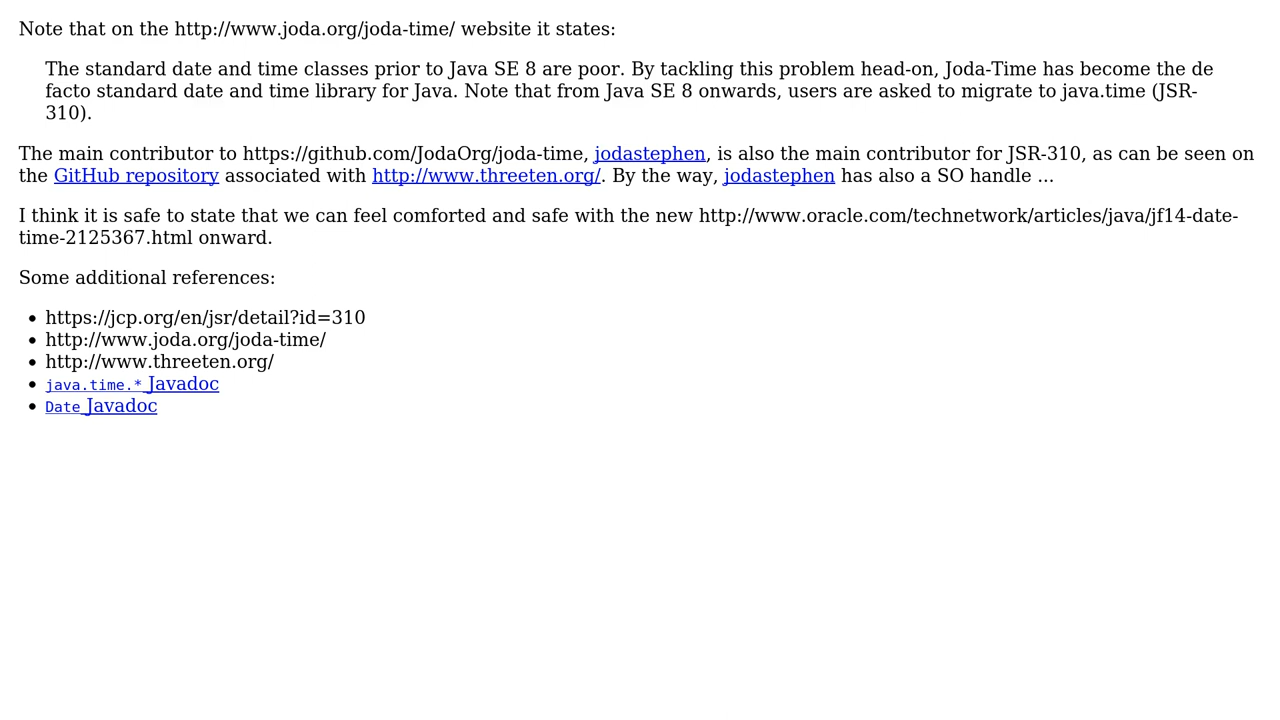 Note that on the http://www.joda.org/joda-time/ website it states:
The standard date and time classes prior to Java SE 8 are poor. By tackling this problem head-on, Joda-Time has become the de
facto standard date and time library for Java. Note that from Java SE 8 onwards, users are asked to migrate to java.time (JSR-
310).
The main contributor to https://github.com/JodaOrg/joda-time, jodastephen, is also the main contributor for JSR-310, as can be seen on
the GitHub repository associated with http://www.threeten.org/. By the way, jodastephen has also a SO handle ...
I think it is safe to state that we can feel comforted and safe with the new http://www.oracle.com/technetwork/articles/java/jf14-date-
time-2125367.html onward.
Some additional references:
• https://jcp.org/en/jsr/detail?id=310
• http://www.joda.org/joda-time/
• http://www.threeten.org/
• java.time.* Javadoc
• Date Javadoc